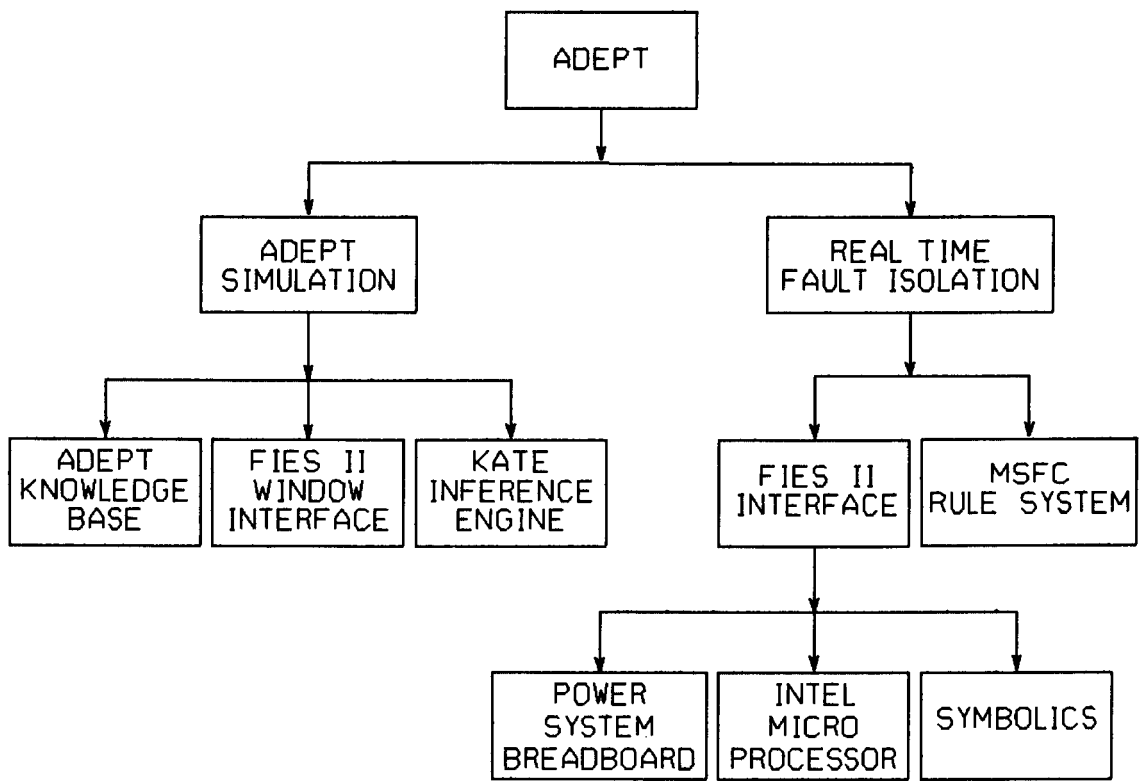 ADEPT
ADEPT
SIMULATION
REAL TIME
FAULT ISOLATION
ADEPT
KNOWLEDGE
BASE
FIES II
WINDOW
INTERFACE
KATE
INFERENCE
ENGINE
FIES II
INTERFACE
MSFC
RULE SYSTEM
POWER
SYSTEM
BREADBOARD
INTEL
MICRO
PROCESSOR
SYMBOLICS